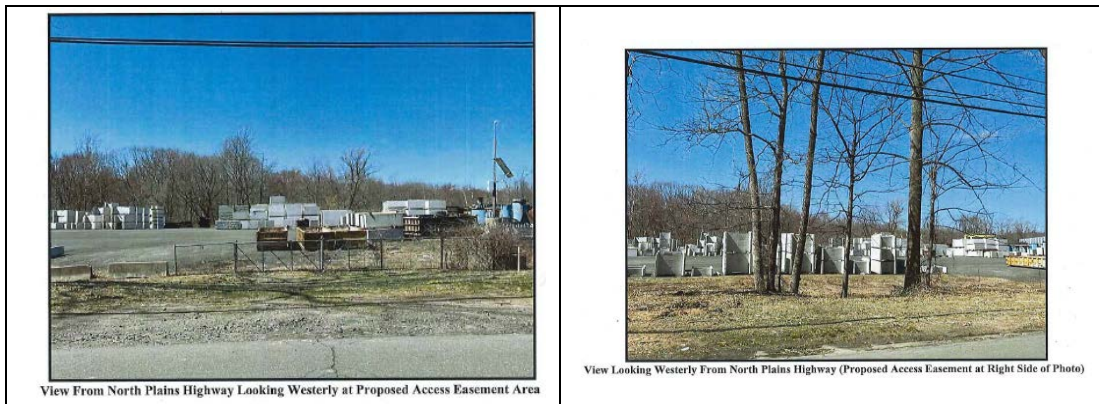 View From North Plains Highway Looking Westerly at Proposed Access Easement Area
View Looking Westerly From North Plains Highway (Proposed Access Easement at Right Side of Photo)